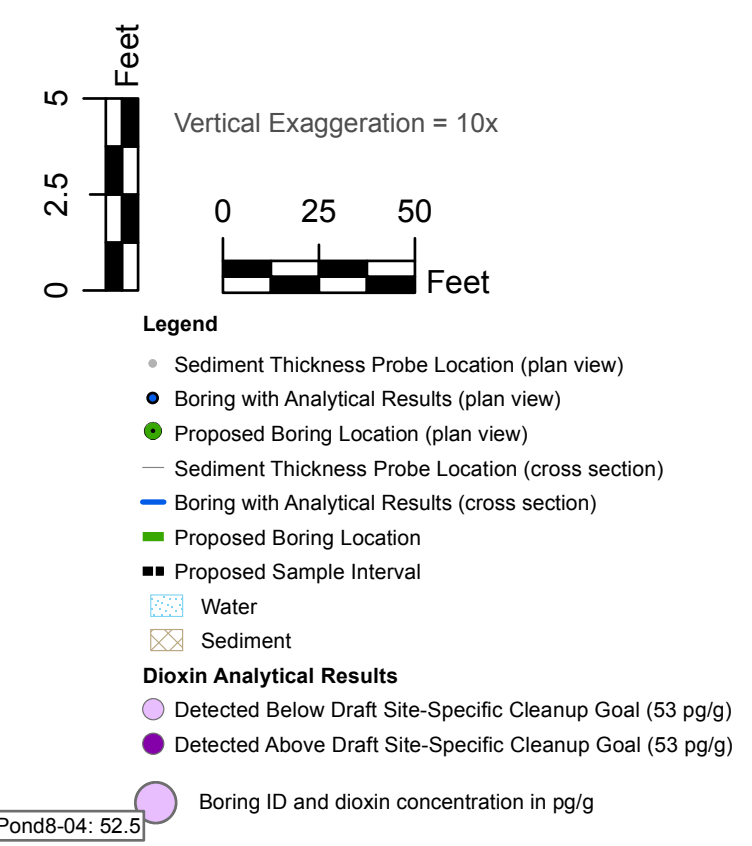 Feet
5
2.5
0
Vertical Exaggeration = 10x
0 25 50
Feet
Legend
Sediment Thickness Probe Location (plan view)
Boring with Analytical Results (plan view)
Proposed Boring Location (plan view)
Sediment Thickness Probe Location (cross section)
Boring with Analytical Results (cross section)
Proposed Boring Location
Proposed Sample Interval
Water
Sediment
Dioxin Analytical Results
Detected Below Draft Site-Specific Cleanup Goal (53 pg/g)
Detected Above Draft Site-Specific Cleanup Goal (53 pg/g)
Boring ID and dioxin concentration in pg/g
Pond8-04: 52.5